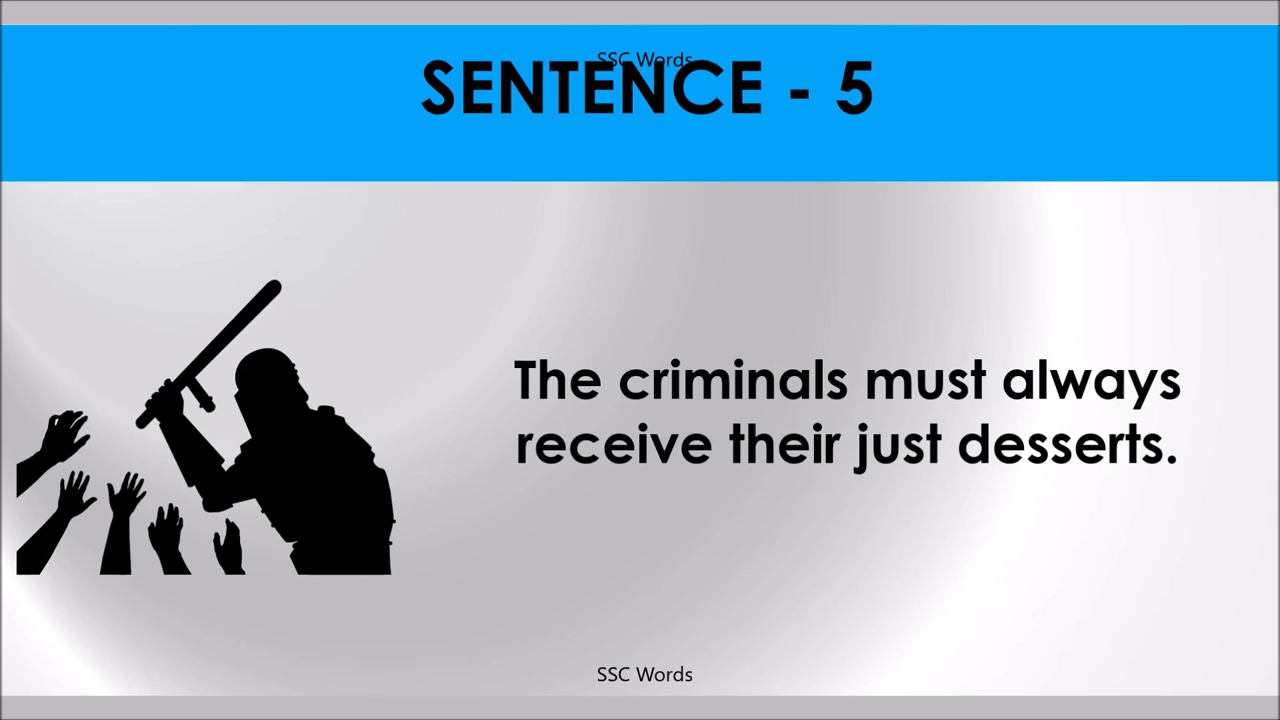 SSC Words
SENTENCE - 5
The criminals must always
receive their just desserts.
SSC Words